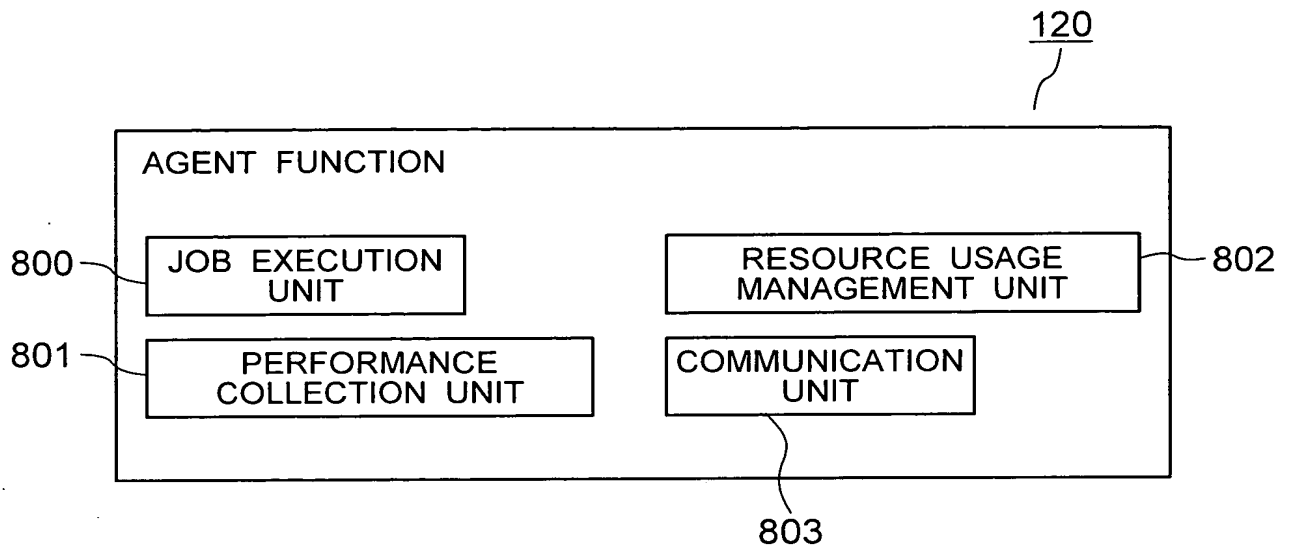 120
AGENT FUNCTION
800
JOB EXECUTION
UNIT
RESOURCE USAGE
MANAGEMENT UNIT
802
801
PERFORMANCE
COLLECTION UNIT
COMMUNICATION
UNIT
803